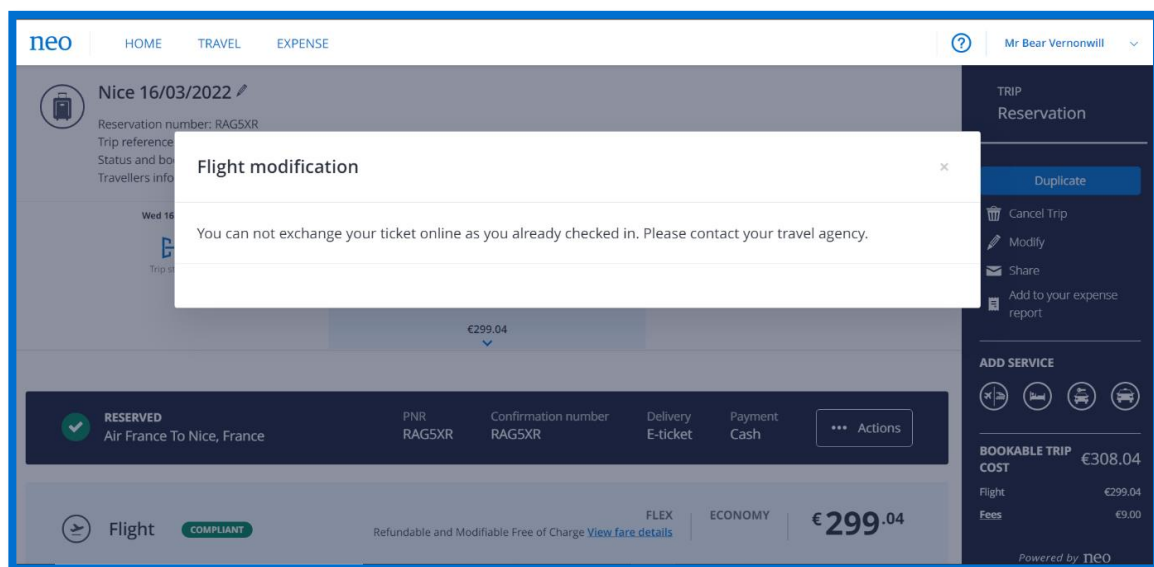 neo HOME TRAVEL EXPENSE ? Mr Bear Vernonwill
Nice 16/03/2022
Reservation number: RAG5XR
Trip reference
Status and bo
Travellers info
Flight modification ×
You can not exchange your ticket online as you already checked in. Please contact your travel agency.
Wed 16
Trip st
€299.04
RESERVED
Air France To Nice, France
PNR
RAG5XR
Confirmation number
RAG5XR
Delivery
E-ticket
Payment
Cash
••• Actions
Flight COMPLIANT
FLEX
Refundable and Modifiable Free of Charge View fare details
ECONOMY
€299.04
TRIP
Reservation
Duplicate
Cancel Trip
Modify
Share
Add to your expense
report
ADD SERVICE
BOOKABLE TRIP
COST
€308.04
Flight €299.04
Fees €9.00
Powered by neo